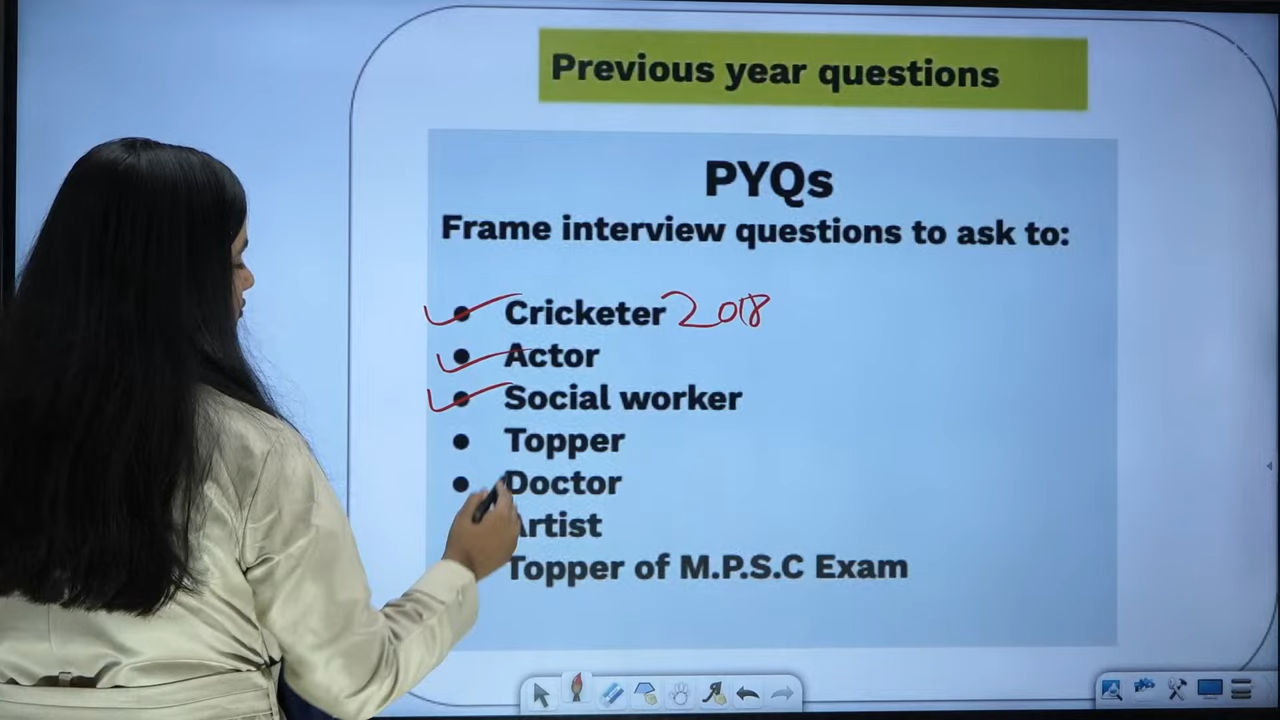 Previous year questions
PYQs
Frame interview questions to ask to:
Cricketer 2018
Actor
Social worker
Topper
Doctor
Artist
Topper of M.P.S.C Exam